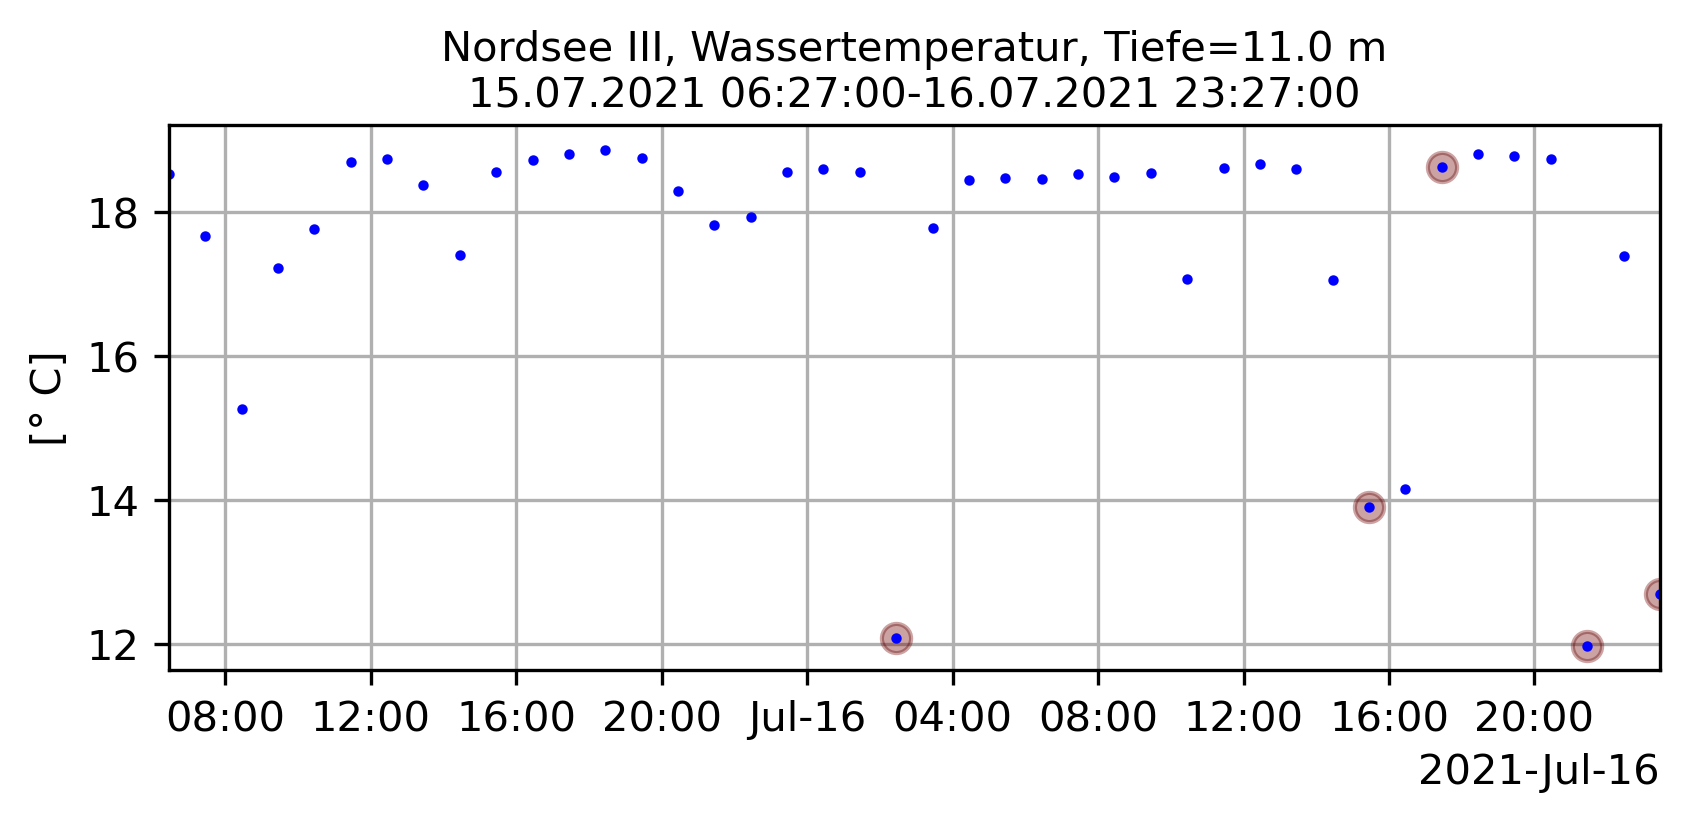 Nordsee III, Wassertemperatur, Tiefe=11.0 m
15.07.2021 06:27:00-16.07.2021 23:27:00
[° C]
18
16
14
12
08:00 12:00 16:00 20:00 Jul-16 04:00 08:00 12:00 16:00 20:00
2021-Jul-16